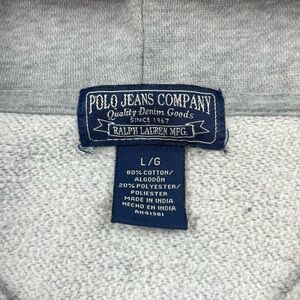 POLO JEANS COMPANY
Quality Denim Goods
SINCE 1967
RALPH LAUREN MFG.
L/G
80% COTTON/
ALGODÓN
20% POLYESTER/
POLIESTER
MADE IN INDIA
HECHO EN INDIA
RN41381